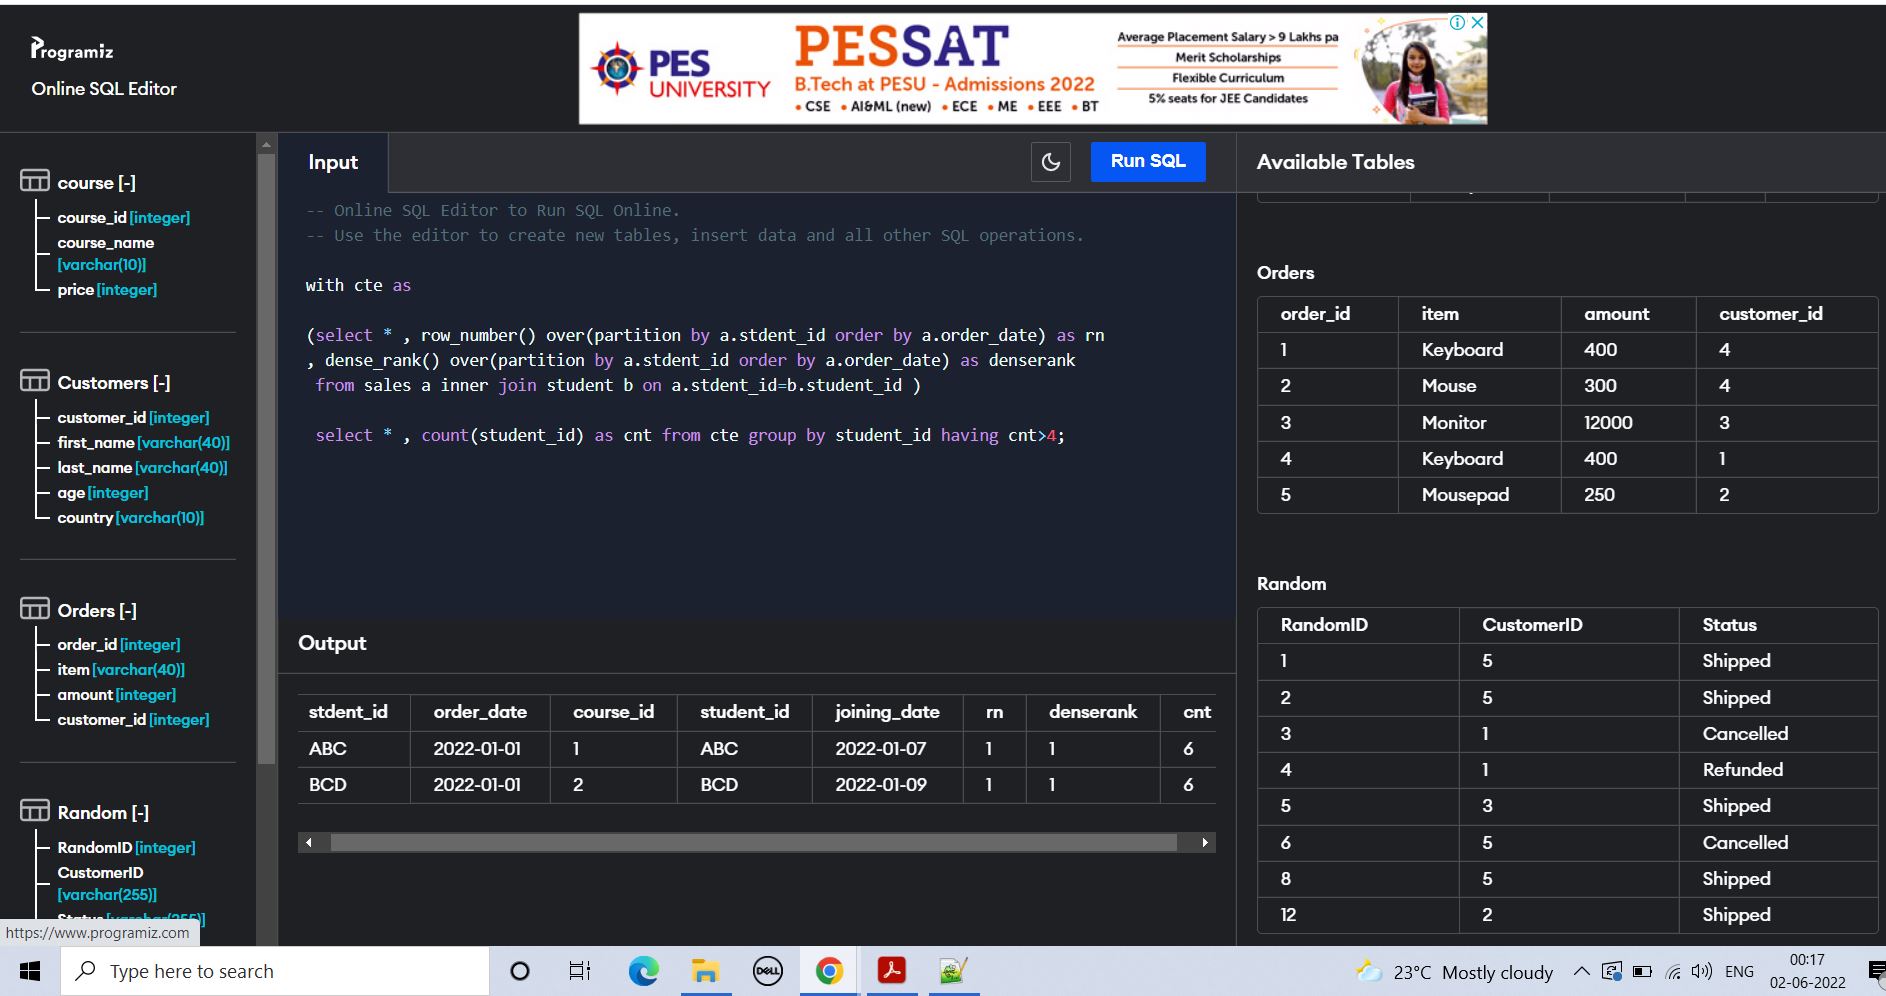 Programiz
Online SQL Editor
PES
UNIVERSITY
PESSAT
B.Tech at PESU - Admissions 2022
• CSE • AI&ML (new) • ECE • ME • EEE • BT
Average Placement Salary > 9 Lakhs pa
Merit Scholarships
Flexible Curriculum
5% seats for JEE Candidates
course [-]
course_id [integer]
course_name
[varchar(10)]
price [integer]
Customers [-]
customer_id [integer]
first_name [varchar(40)]
last_name [varchar(40)]
age [integer]
country [varchar(10)]
Orders [-]
order_id [integer]
item [varchar(40)]
amount [integer]
customer_id [integer]
Random [-]
RandomID [integer]
CustomerID
[varchar(255)]
Status [varchar(255)]
https://www.programiz.com
Input
Run SQL
-- Online SQL Editor to Run SQL Online.
-- Use the editor to create new tables, insert data and all other SQL operations.
with cte as
(select * , row_number() over(partition by a.stdent_id order by a.order_date) as rn
, dense_rank() over(partition by a.stdent_id order by a.order_date) as denserank
from sales a inner join student b on a.stdent_id=b.student_id )
select * , count(student_id) as cnt from cte group by student_id having cnt>4;
Output
stdent_id order_date course_id student_id joining_date rn denserank cnt
ABC 2022-01-01 1 ABC 2022-01-07 1 1 6
BCD 2022-01-01 2 BCD 2022-01-09 1 1 6
Available Tables
Orders
order_id item amount customer_id
1 Keyboard 400 4
2 Mouse 300 4
3 Monitor 12000 3
4 Keyboard 400 1
5 Mousepad 250 2
Random
RandomID CustomerID Status
1 5 Shipped
2 5 Shipped
3 1 Cancelled
4 1 Refunded
5 3 Shipped
6 5 Cancelled
8 5 Shipped
12 2 Shipped
Type here to search
DELL
23°C Mostly cloudy
ENG
00:17
02-06-2022